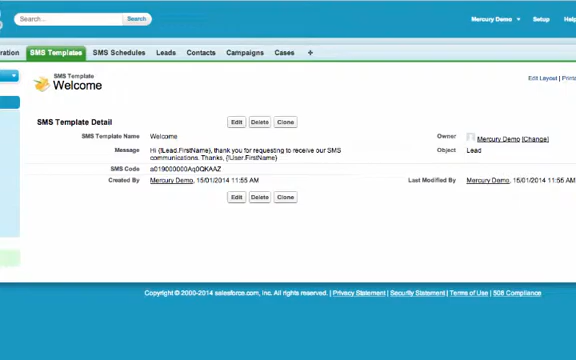 Search... Search Mercury Demo Setup Help
ration SMS Templates SMS Schedules Leads Contacts Campaigns Cases +
SMS Template
Welcome
Edit Layout | Printa
SMS Template Detail Edit Delete Clone
SMS Template Name Welcome Owner Mercury Demo [Change]
Message Hi {!Lead.FirstName}, thank you for requesting to receive our SMS Object Lead
communications. Thanks, {!User.FirstName}
SMS Code
Created By Mercury Demo, 15/01/2014 11:55 AM Last Modified By Mercury Demo, 15/01/2014 11:55 AM
Edit Delete Clone
Copyright © 2000-2014 salesforce.com, inc. All rights reserved. | Privacy Statement | Security Statement | Terms of Use | 508 Compliance